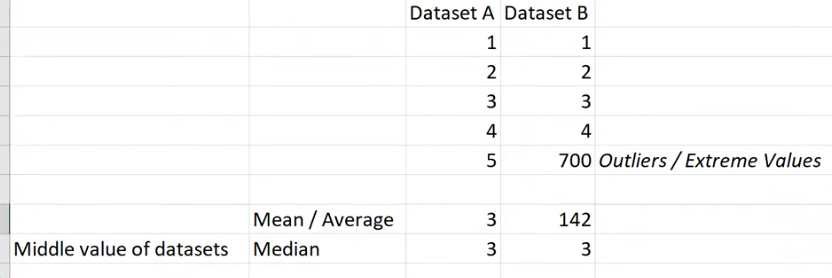 Dataset A Dataset B
1 1
2 2
3 3
4 4
5 700 Outliers / Extreme Values
Mean / Average 3 142
Middle value of datasets Median 3 3